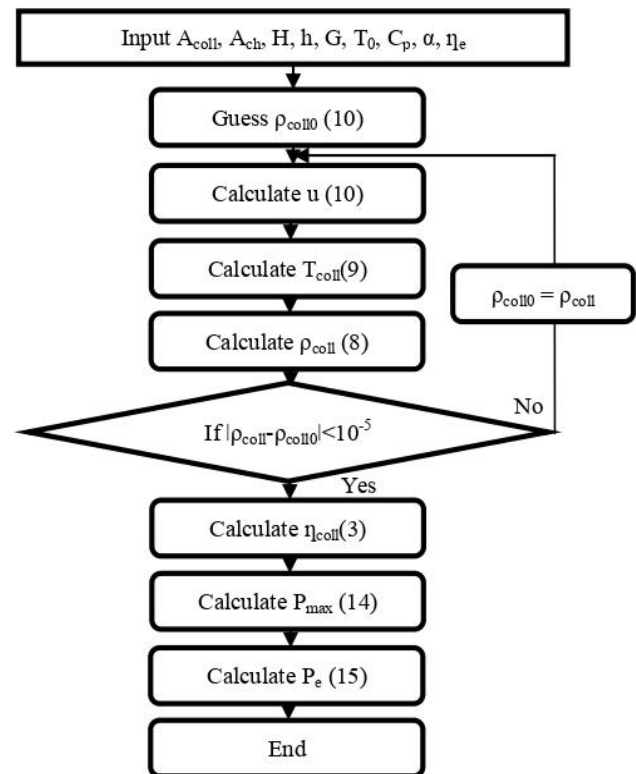 Input A_coll, A_ch, H, h, G, T_0, C_p, α, η_e
Guess ρ_coll0 (10)
Calculate u (10)
Calculate T_coll(9)
ρ_coll0 = ρ_coll
Calculate ρ_coll (8)
No
If |ρ_coll-ρ_coll0|<10^-5
Yes
Calculate η_coll(3)
Calculate P_max (14)
Calculate P_e (15)
End